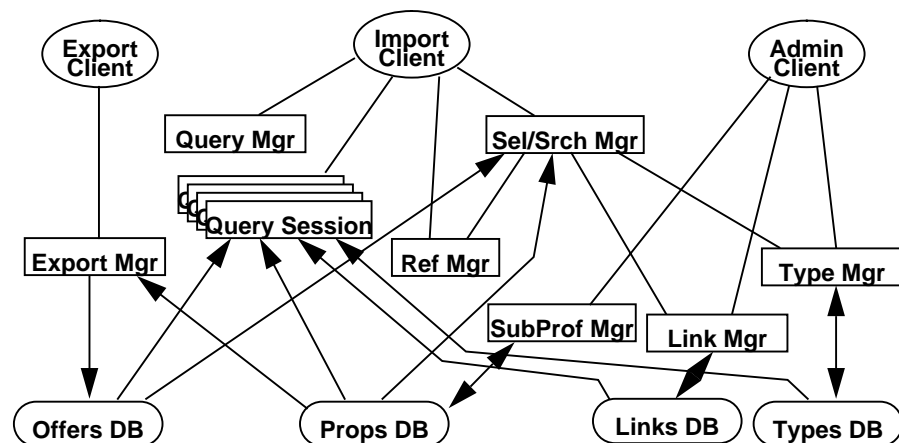 Export
Client
Import
Client
Admin
Client
Query Mgr
Sel/Srch Mgr
Q
Q
Q
Query Session
Export Mgr
Ref Mgr
Type Mgr
SubProf Mgr
Link Mgr
Offers DB
Props DB
Links DB
Types DB